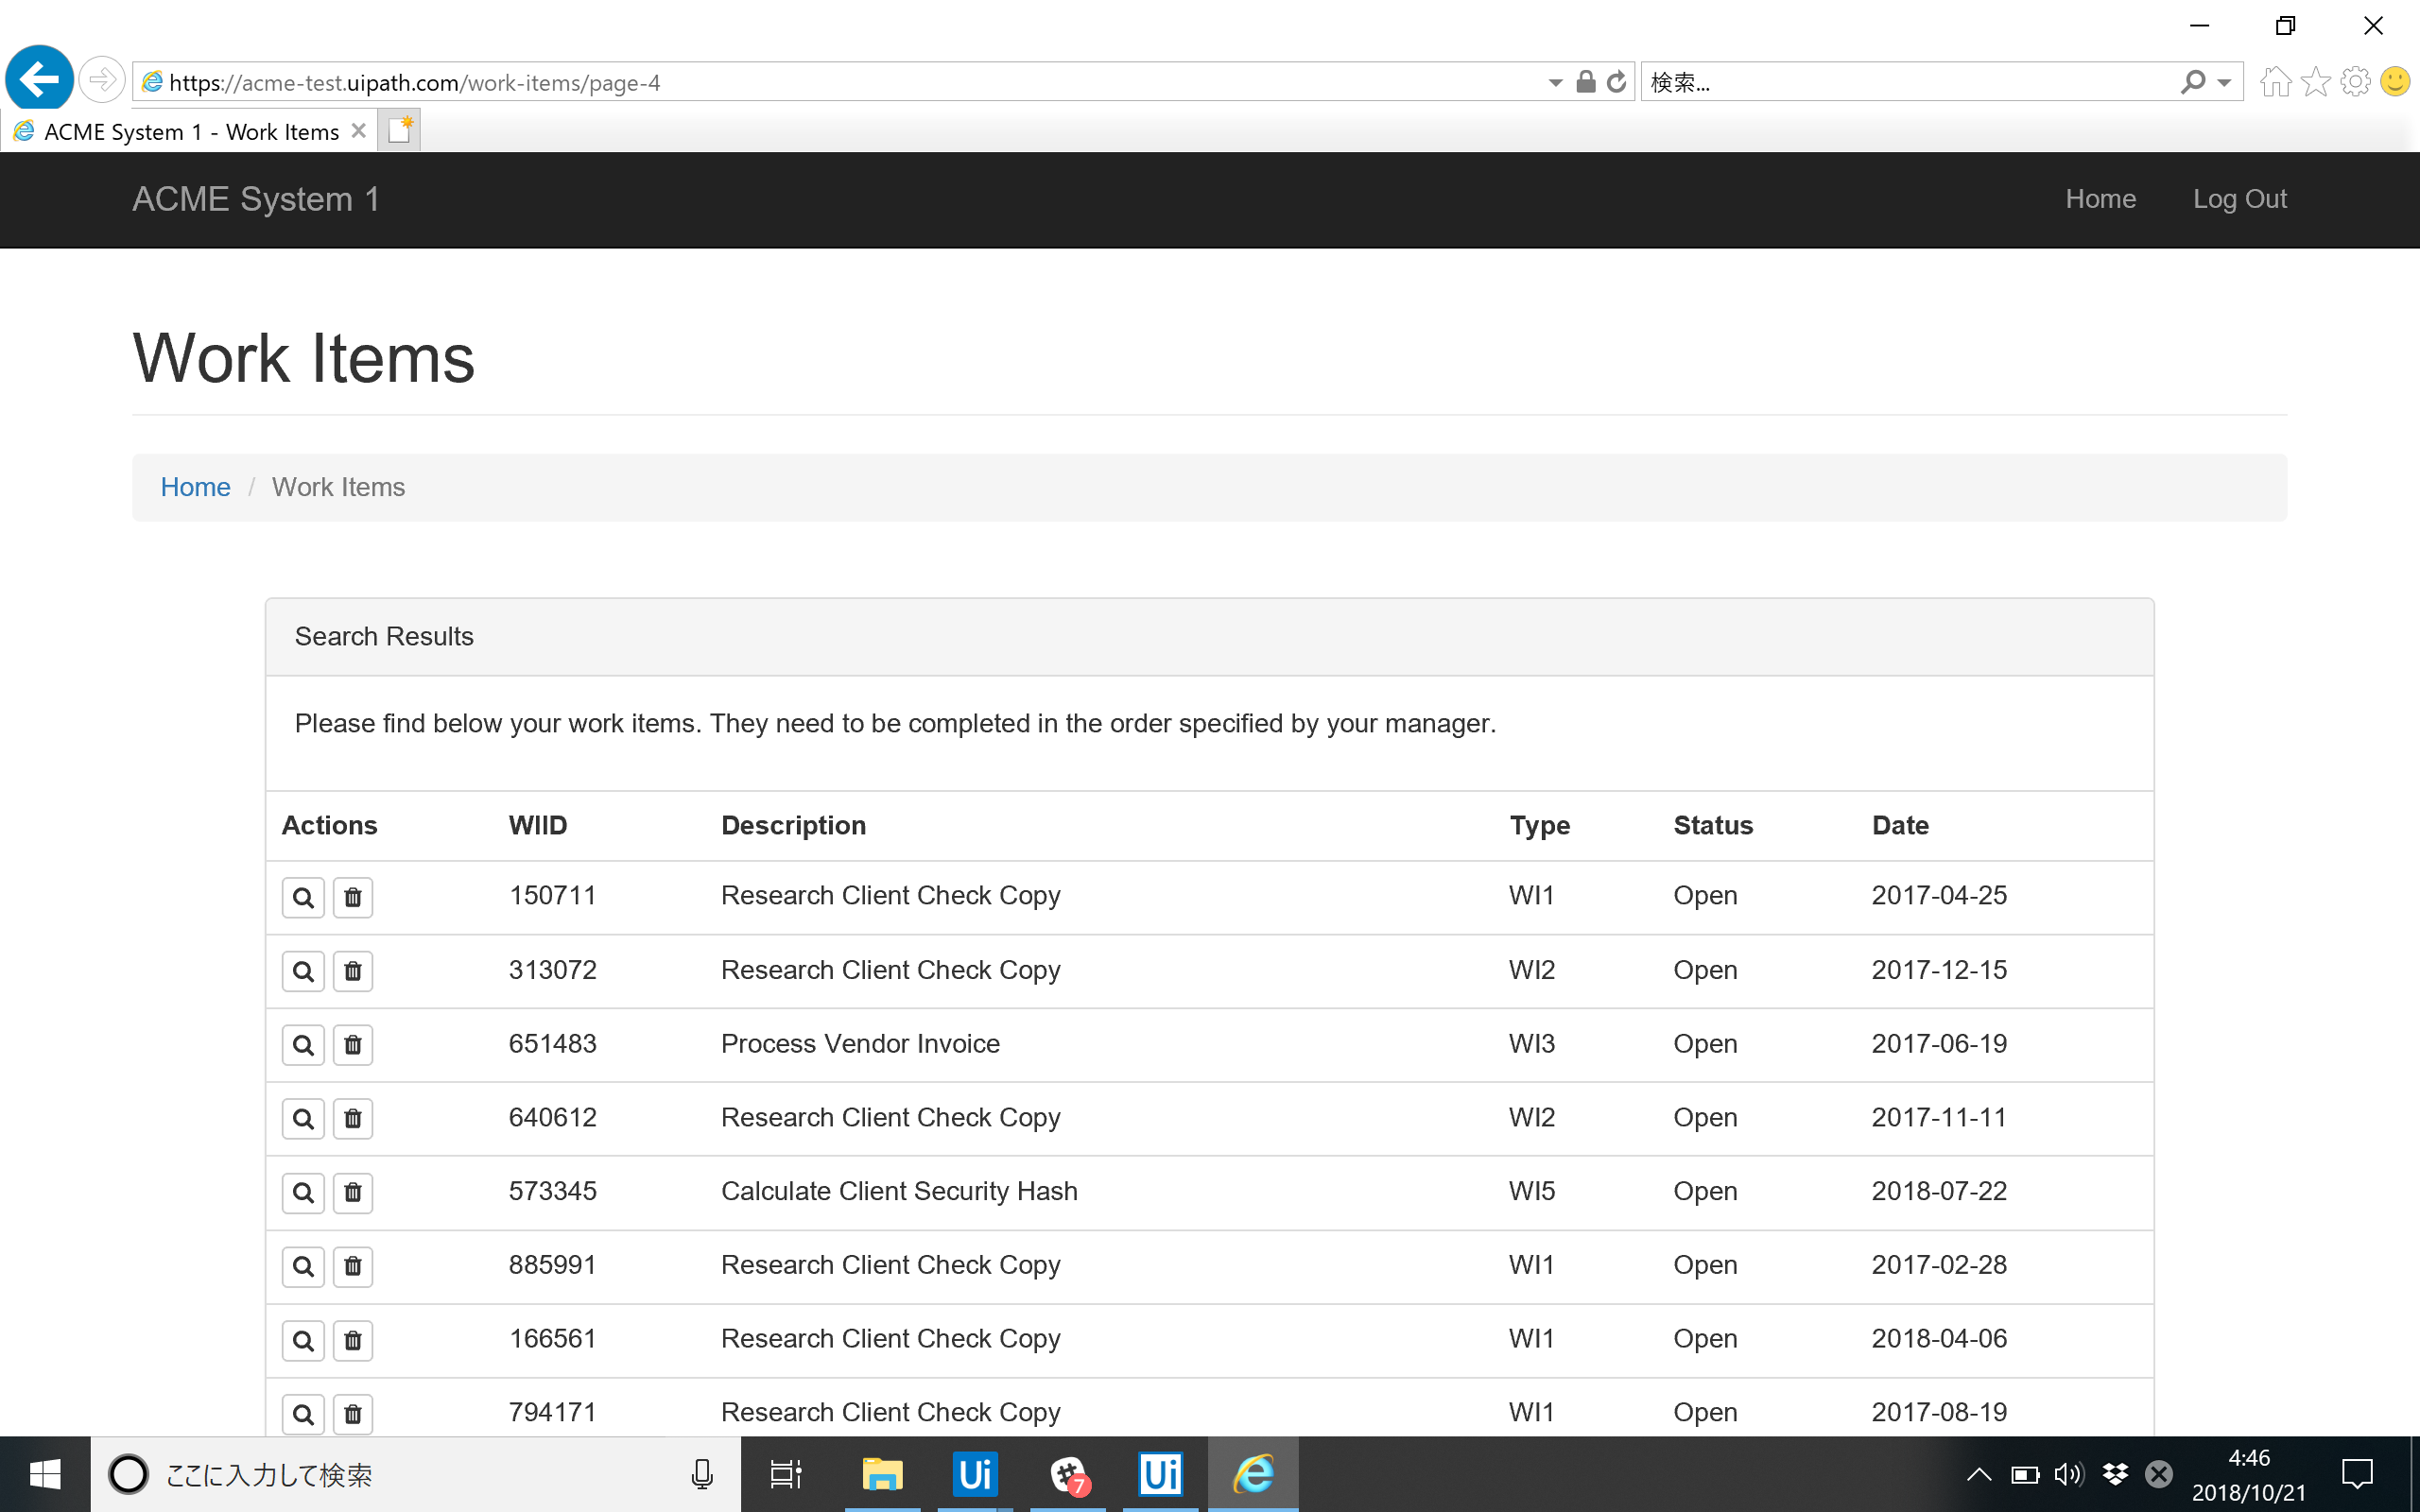 https://acme-test.uipath.com/work-items/page-4
検索...
ACME System 1 - Work Items
ACME System 1
Home
Log Out
Work Items
Home / Work Items
Search Results
Please find below your work items. They need to be completed in the order specified by your manager.
Actions WIID Description Type Status Date
150711 Research Client Check Copy WI1 Open 2017-04-25
313072 Research Client Check Copy WI2 Open 2017-12-15
651483 Process Vendor Invoice WI3 Open 2017-06-19
640612 Research Client Check Copy WI2 Open 2017-11-11
573345 Calculate Client Security Hash WI5 Open 2018-07-22
885991 Research Client Check Copy WI1 Open 2017-02-28
166561 Research Client Check Copy WI1 Open 2018-04-06
794171 Research Client Check Copy WI1 Open 2017-08-19
ここに入力して検索
Ui
7
Ui
4:46
2018/10/21